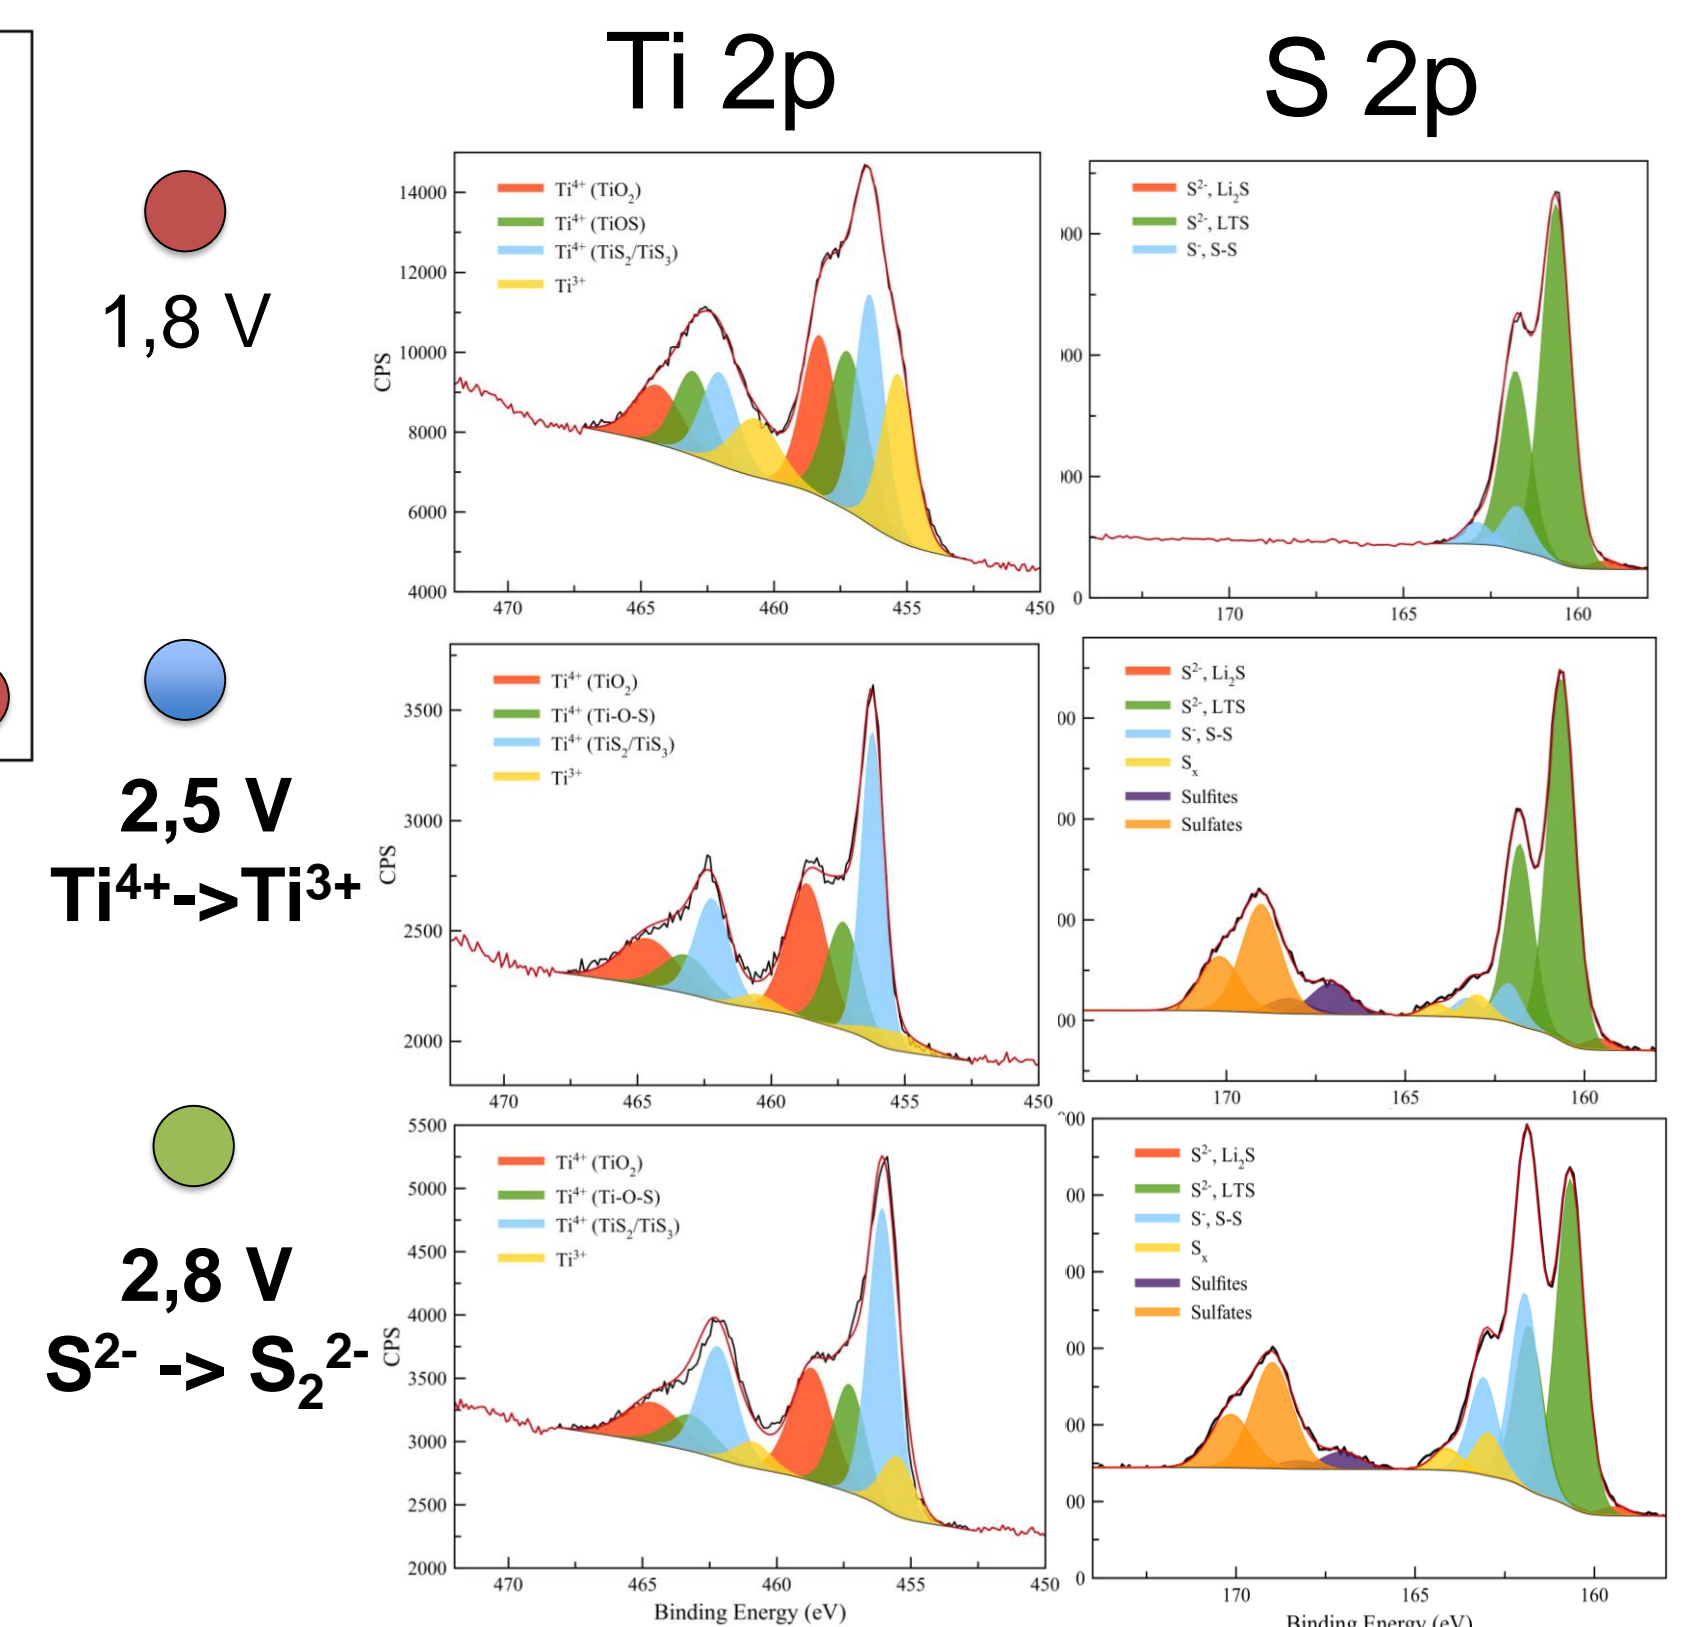 Ti 2p
S 2p
1,8 V
2,5 V
Ti⁴⁺->Ti³⁺
2,8 V
S²⁻ -> S₂²⁻
Ti⁴⁺ (TiO₂)
Ti⁴⁺ (TiOS)
Ti⁴⁺ (TiS₂/TiS₃)
Ti³⁺
CPS
14000
12000
10000
8000
6000
4000
470 465 460 455 450
S²⁻, Li₂S
S²⁻, LTS
S⁻, S-S
0
170 165 160
Ti⁴⁺ (TiO₂)
Ti⁴⁺ (Ti-O-S)
Ti⁴⁺ (TiS₂/TiS₃)
Ti³⁺
CPS
3500
3000
2500
2000
470 465 460 455 450
S²⁻, Li₂S
S²⁻, LTS
S⁻, S-S
Sₓ
Sulfites
Sulfates
170 165 160
Ti⁴⁺ (TiO₂)
Ti⁴⁺ (Ti-O-S)
Ti⁴⁺ (TiS₂/TiS₃)
Ti³⁺
CPS
5500
5000
4500
4000
3500
3000
2500
2000
470 465 460 455 450
Binding Energy (eV)
S²⁻, Li₂S
S²⁻, LTS
S⁻, S-S
Sₓ
Sulfites
Sulfates
0
170 165 160
Binding Energy (eV)